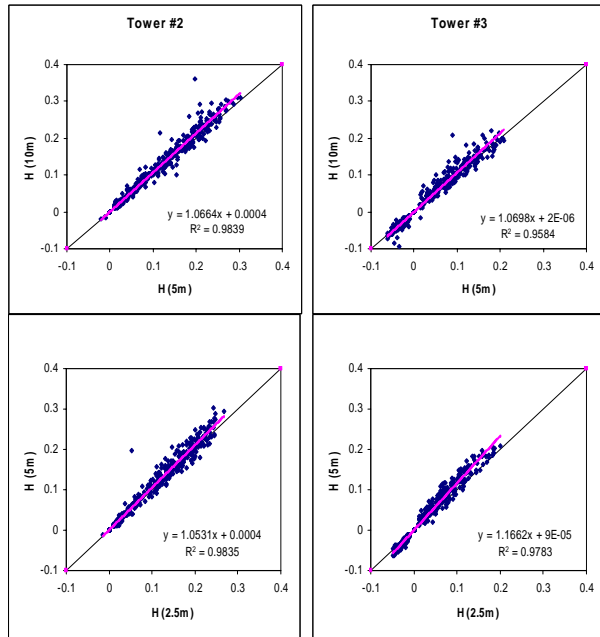 Tower #2
0.4
0.3
0.2
0.1
0
-0.1
H (10m)
y = 1.0664x + 0.0004
R² = 0.9839
-0.1 0 0.1 0.2 0.3 0.4
H (5m)
Tower #3
0.4
0.3
0.2
0.1
0
-0.1
H (10m)
y = 1.0698x + 2E-06
R² = 0.9584
-0.1 0 0.1 0.2 0.3 0.4
H (5m)
0.4
0.3
0.2
0.1
0
-0.1
H (5m)
y = 1.0531x + 0.0004
R² = 0.9835
-0.1 0 0.1 0.2 0.3 0.4
H (2.5m)
0.4
0.3
0.2
0.1
0
-0.1
H (5m)
y = 1.1662x + 9E-05
R² = 0.9783
-0.1 0 0.1 0.2 0.3 0.4
H (2.5m)